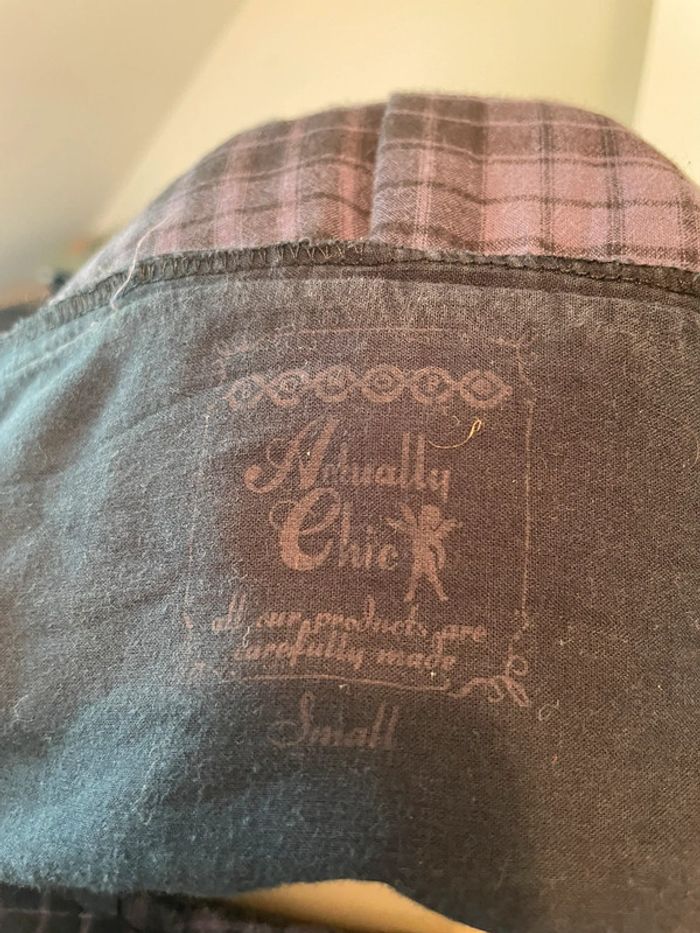 Actually
Chic
all our products are
carefully made
Small